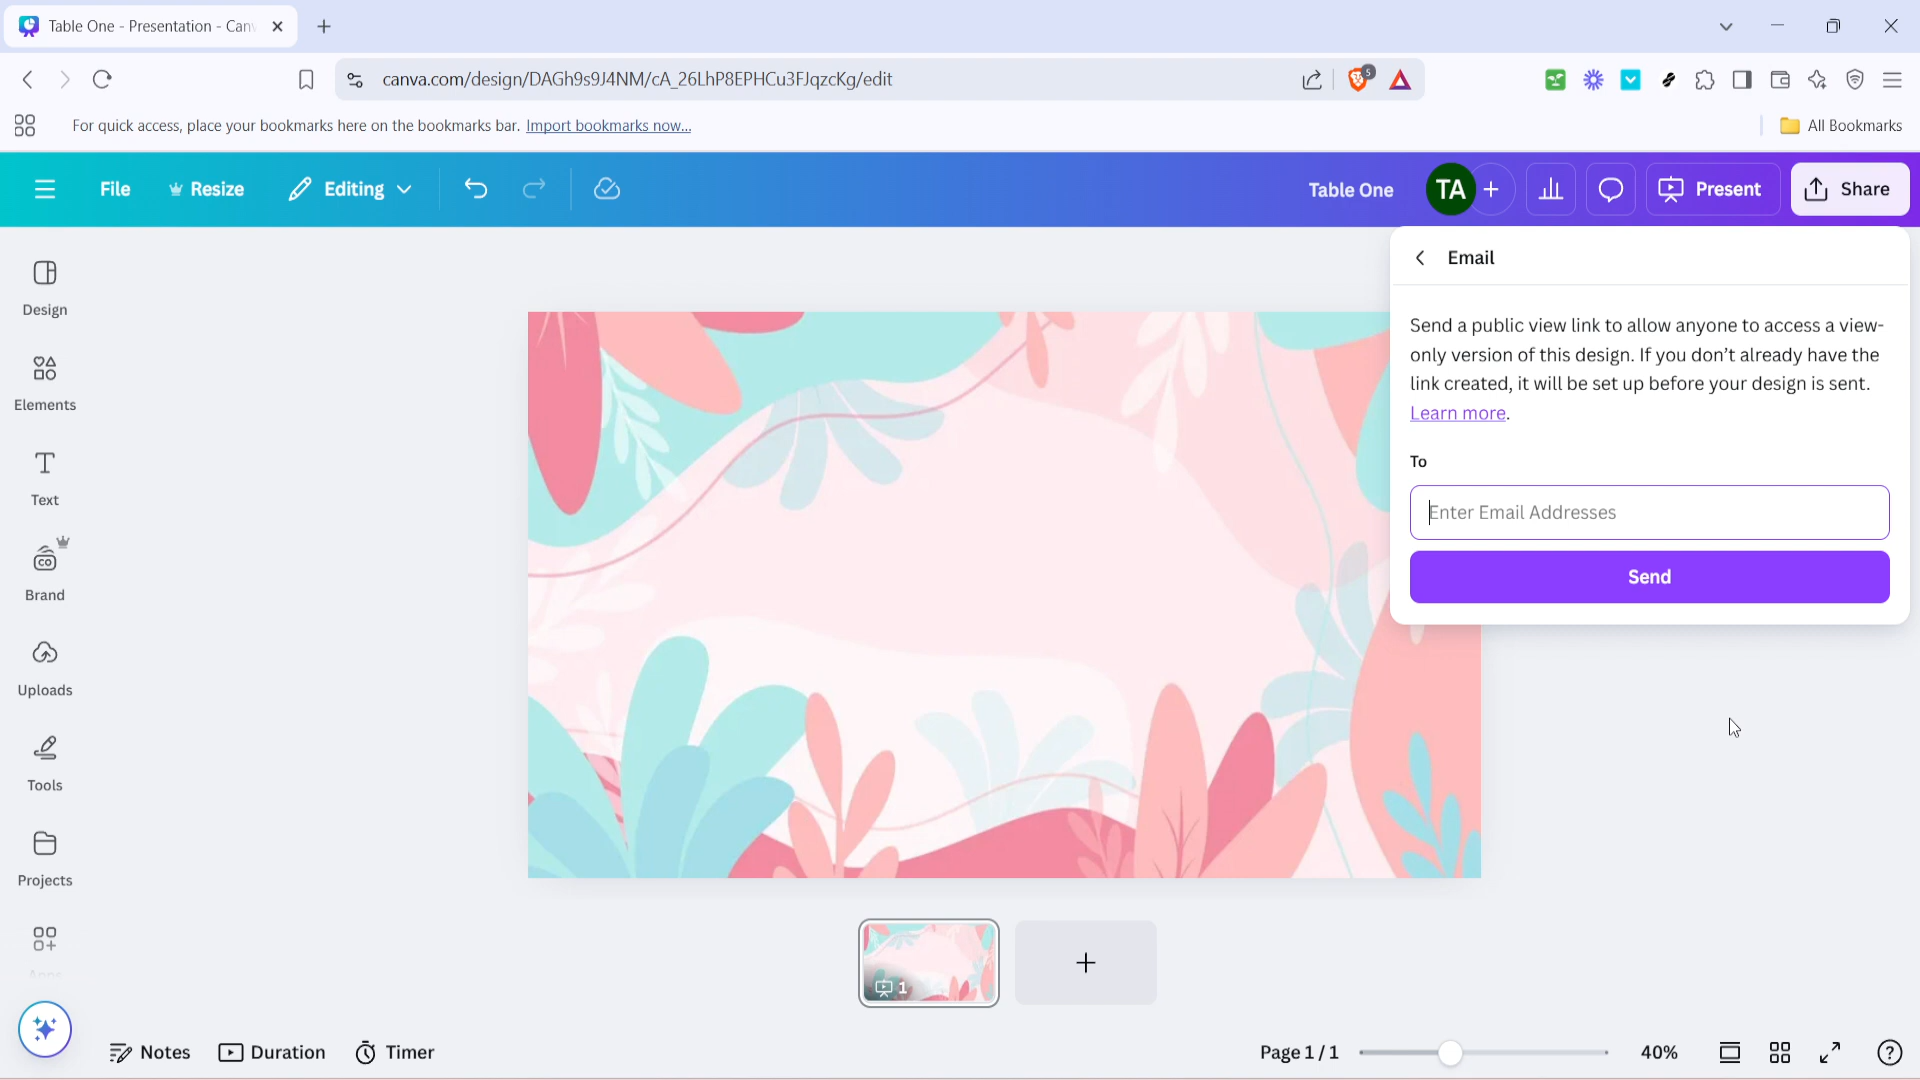 Table One - Presentation - Can
canva.com/design/DAGh9s9J4NM/cA_26LhP8EPHCu3FJqzcKg/edit
5
For quick access, place your bookmarks here on the bookmarks bar. Import bookmarks now...
All Bookmarks
File
Resize
Editing
Table One
TA
Present
Share
Design
Elements
Text
CO
Brand
Uploads
Tools
Projects
Apps
Email
Send a public view link to allow anyone to access a view-
only version of this design. If you don't already have the
link created, it will be set up before your design is sent.
Learn more.
To
Enter Email Addresses
Send
1
Notes
Duration
Timer
Page 1 / 1
40%